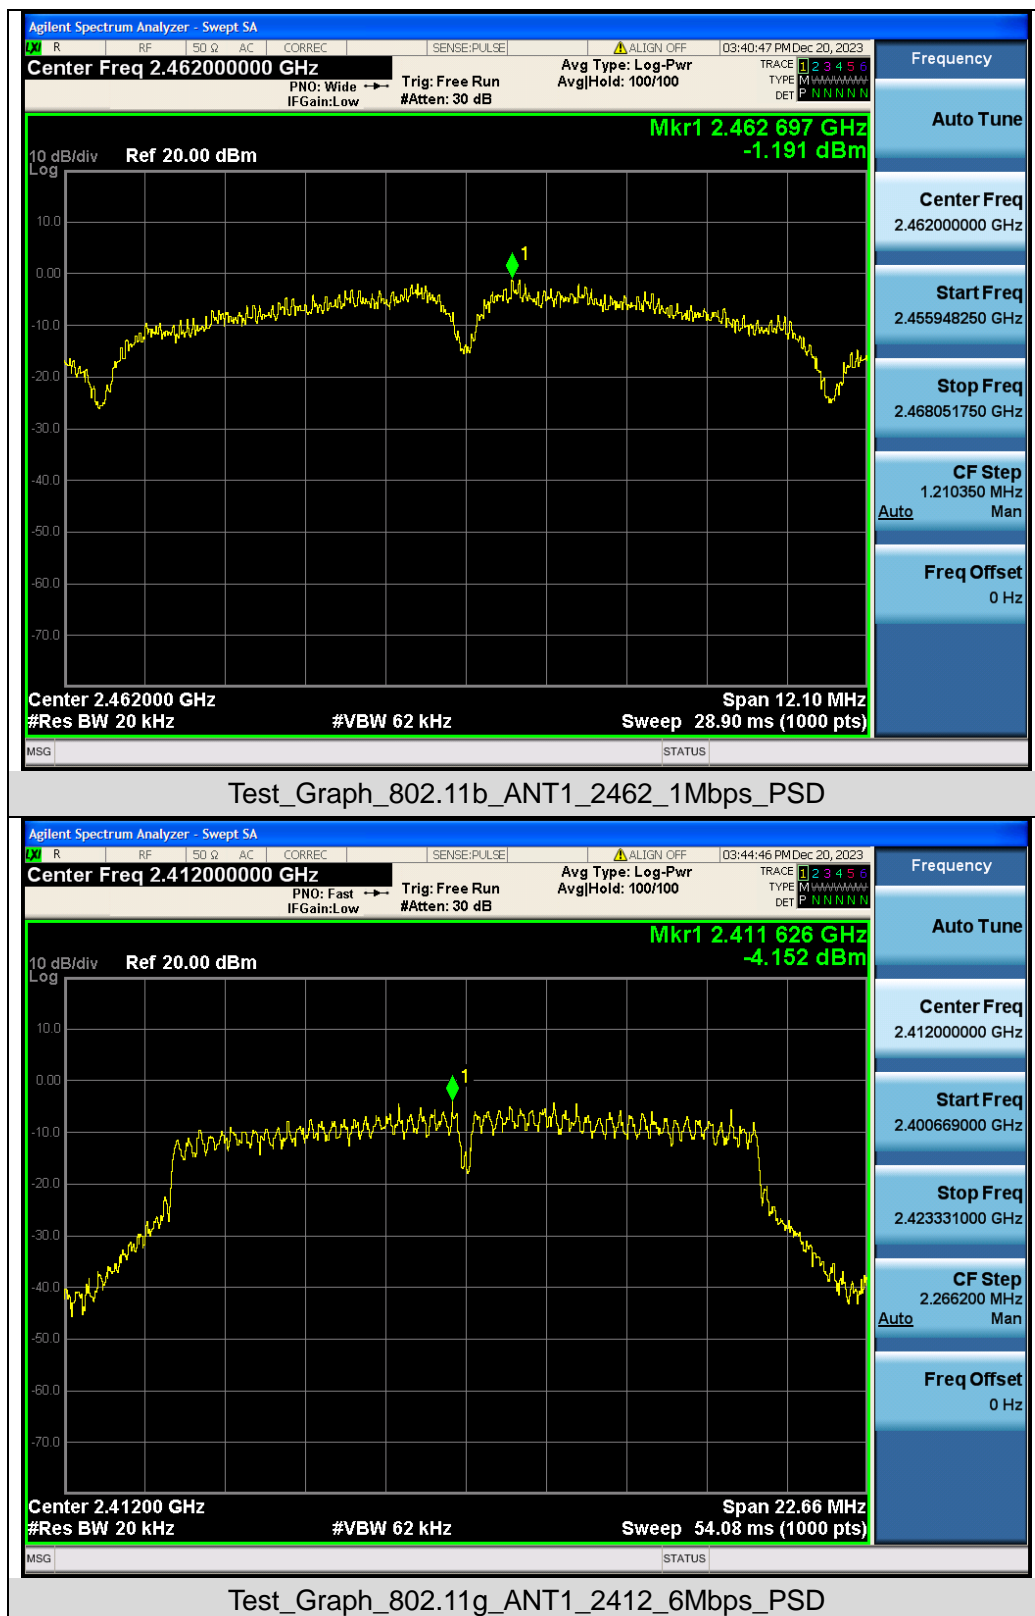 Agilent Spectrum Analyzer - Swept SA
LXI R RF 50 Ω AC CORREC SENSE:PULSE ALIGN OFF 03:40:47 PM Dec 20, 2023
Center Freq 2.462000000 GHz
PNO: Wide
IFGain:Low
Trig: Free Run
#Atten: 30 dB
Avg Type: Log-Pwr
Avg|Hold: 100/100
TRACE 1 2 3 4 5 6
TYPE M
DET P N N N N N
Frequency
Auto Tune
Center Freq
2.462000000 GHz
Start Freq
2.455948250 GHz
Stop Freq
2.468051750 GHz
CF Step
1.210350 MHz
Auto Man
Freq Offset
0 Hz
Mkr1 2.462 697 GHz
-1.191 dBm
10 dB/div Ref 20.00 dBm
Log
10.0
0.00
-10.0
-20.0
-30.0
-40.0
-50.0
-60.0
-70.0
1
Center 2.462000 GHz Span 12.10 MHz
#Res BW 20 kHz #VBW 62 kHz Sweep 28.90 ms (1000 pts)
MSG STATUS
Test_Graph_802.11b_ANT1_2462_1Mbps_PSD
Agilent Spectrum Analyzer - Swept SA
LXI R RF 50 Ω AC CORREC SENSE:PULSE ALIGN OFF 03:44:46 PM Dec 20, 2023
Center Freq 2.412000000 GHz
PNO: Fast
IFGain:Low
Trig: Free Run
#Atten: 30 dB
Avg Type: Log-Pwr
Avg|Hold: 100/100
TRACE 1 2 3 4 5 6
TYPE M
DET P N N N N N
Frequency
Auto Tune
Center Freq
2.412000000 GHz
Start Freq
2.400669000 GHz
Stop Freq
2.423331000 GHz
CF Step
2.266200 MHz
Auto Man
Freq Offset
0 Hz
Mkr1 2.411 626 GHz
-4.152 dBm
10 dB/div Ref 20.00 dBm
Log
10.0
0.00
-10.0
-20.0
-30.0
-40.0
-50.0
-60.0
-70.0
1
Center 2.41200 GHz Span 22.66 MHz
#Res BW 20 kHz #VBW 62 kHz Sweep 54.08 ms (1000 pts)
MSG STATUS
Test_Graph_802.11g_ANT1_2412_6Mbps_PSD